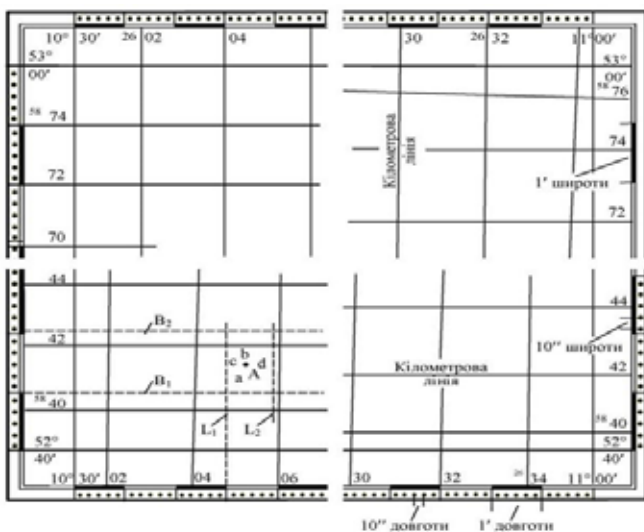 10° 30′ 26 02 04
30 26 32 11° 00′
53° 00′
58 74
72
70
53° 00′
58 76
74
72
Кілометрова лінія
1′ широти
44
42
58 40
52° 40′
B₂
B₁
c b d
a A
L₁ L₂
10° 30′ 02 04 06
44
10″ широти
42
Кілометрова лінія
58 40
52° 40′
30 32 26 34 11° 00′
10″ довготи 1′ довготи